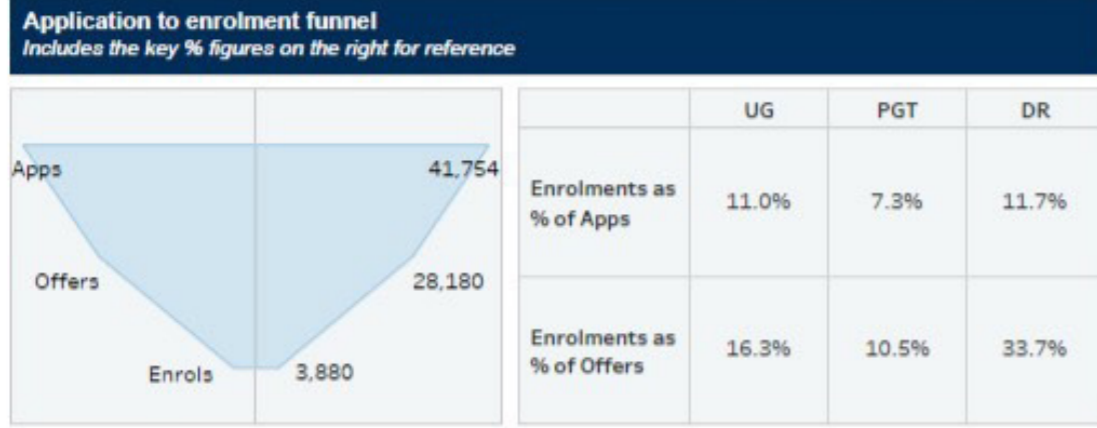 Application to enrolment funnel
Includes the key % figures on the right for reference
Apps 41,754
Offers 28,180
Enrols 3,880
UG PGT DR
Enrolments as
% of Apps 11.0% 7.3% 11.7%
Enrolments as
% of Offers 16.3% 10.5% 33.7%